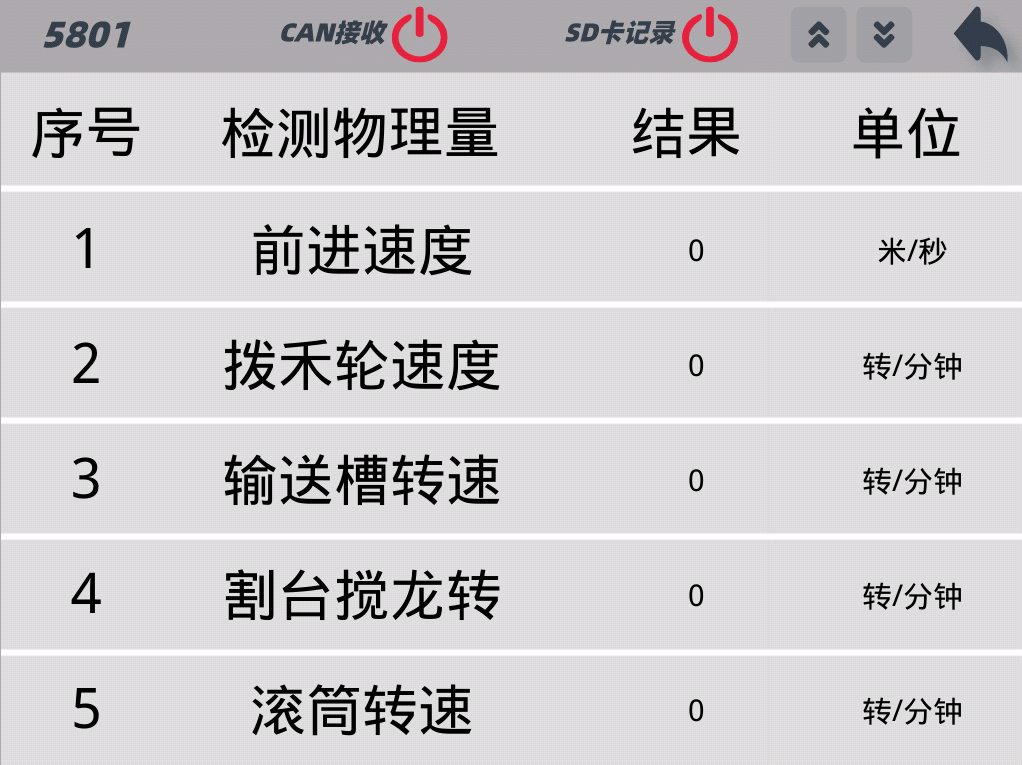 5801 CAN接收 SD卡记录
序号 检测物理量 结果 单位
1 前进速度 0 米/秒
2 拨禾轮速度 0 转/分钟
3 输送槽转速 0 转/分钟
4 割台搅龙转 0 转/分钟
5 滚筒转速 0 转/分钟